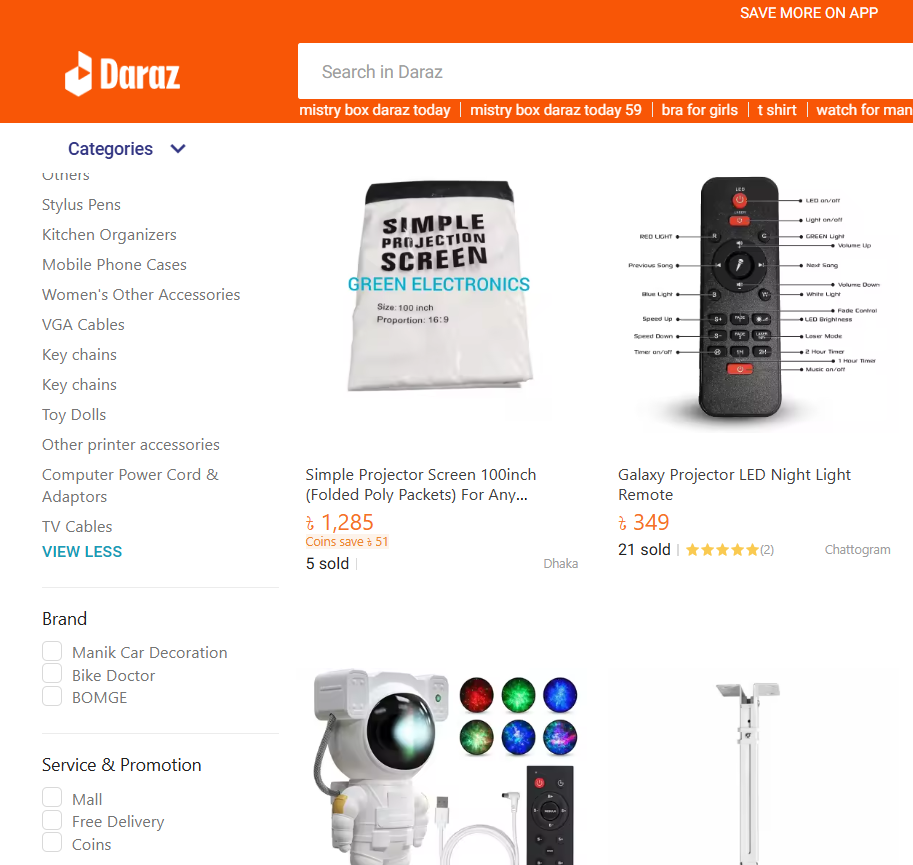 SAVE MORE ON APP
Daraz
Search in Daraz
mistry box daraz today
mistry box daraz today 59
bra for girls
t shirt
watch for man
Categories
Others
Stylus Pens
Kitchen Organizers
Mobile Phone Cases
Women's Other Accessories
VGA Cables
Key chains
Key chains
Toy Dolls
Other printer accessories
Computer Power Cord &
Adaptors
TV Cables
VIEW LESS
Brand
Manik Car Decoration
Bike Doctor
BOMGE
Service & Promotion
Mall
Free Delivery
Coins
SIMPLE
PROJECTION
SCREEN
GREEN ELECTRONICS
Size: 100 inch
Proportion: 16:9
Simple Projector Screen 100inch
(Folded Poly Packets) For Any...
৳ 1,285
Coins save ৳ 51
5 sold
Dhaka
LED
LED on/off
Light on/off
RED LIGHT
R
G
GREEN Light
Volume Up
Previous Song
Next Song
Volume Down
Blue Light
B
W
White Light
Fade Control
Speed Up
S+
LED Brightness
Speed Down
S-
Laser Mode
Timer on/off
2H
2 Hour Timer
1 Hour Timer
Music on/off
Galaxy Projector LED Night Light
Remote
৳ 349
21 sold
(2)
Chattogram